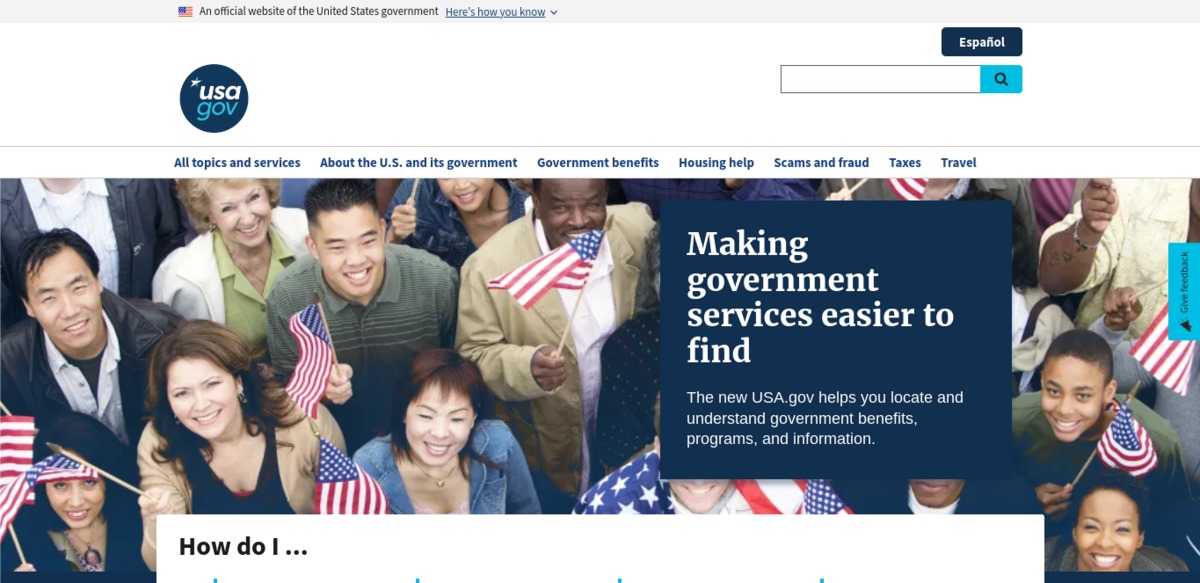 An official website of the United States government Here's how you know
Español
usa
gov
All topics and services About the U.S. and its government Government benefits Housing help Scams and fraud Taxes Travel
Making
government
services easier to
find
The new USA.gov helps you locate and
understand government benefits,
programs, and information.
Give feedback
How do I ...